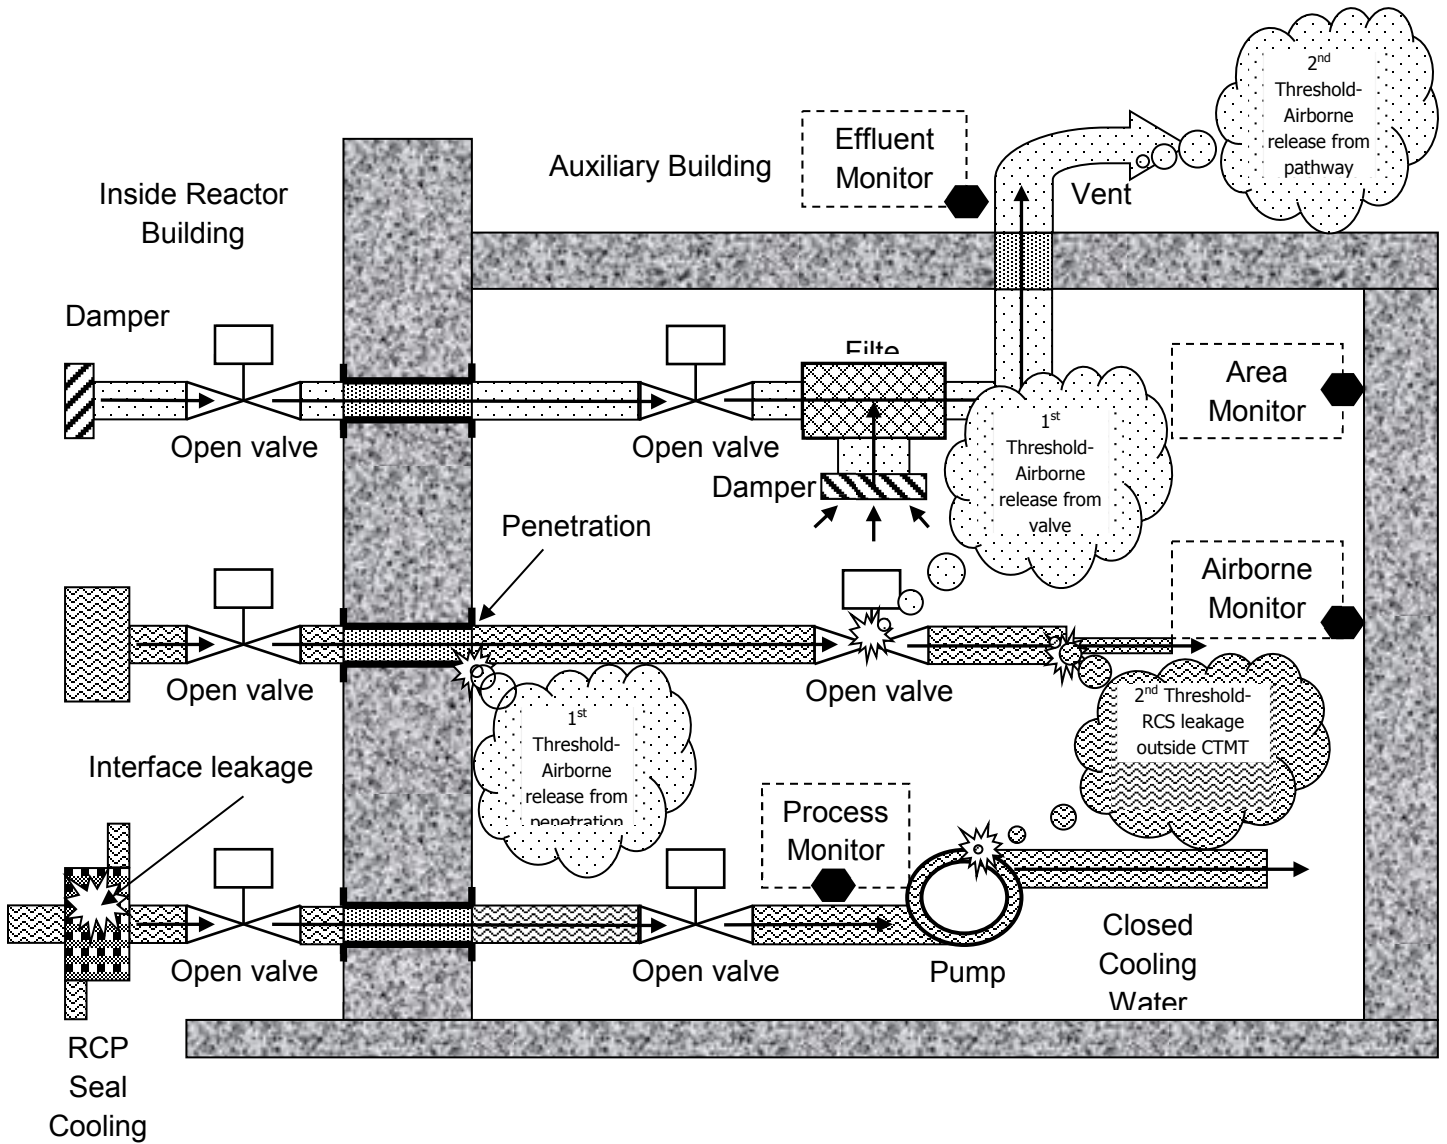 2nd
Threshold-
Airborne
release from
pathway
Effluent
Monitor
Auxiliary Building
Vent
Inside Reactor
Building
Damper
Filte
Area
Monitor
Open valve
Open valve
1st
Threshold-
Airborne
release from
valve
Damper
Penetration
Airborne
Monitor
Open valve
Open valve
2nd Threshold-
RCS leakage
outside CTMT
1st
Threshold-
Airborne
release from
penetration
Interface leakage
Process
Monitor
Open valve
Open valve
Pump
Closed
Cooling
Water
RCP
Seal
Cooling